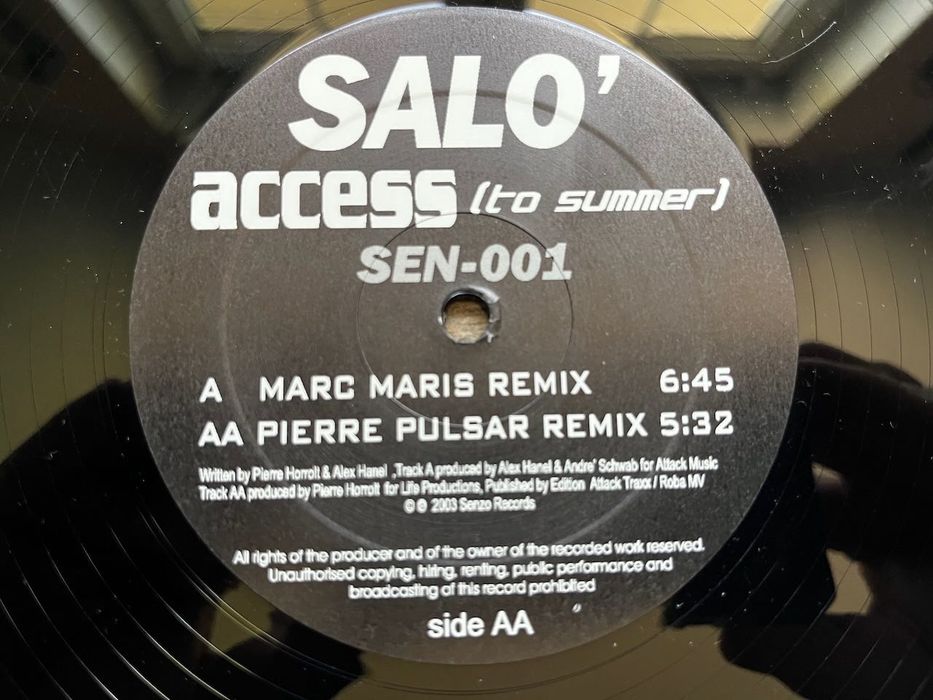 SALO'
access (to summer)
SEN-001
A MARC MARIS REMIX 6:45
AA PIERRE PULSAR REMIX 5:32
Written by Pierre Horrolt & Alex Hanel ,Track A produced by Alex Hanel & Andre' Schwab for Attack Music
Track AA produced by Pierre Horrolt for Life Productions, Published by Edition Attack Traxx / Roba MV
© ℗ 2003 Senzo Records
All rights of the producer and of the owner of the recorded work reserved.
Unauthorised copying, hiring, renting, public performance and
broadcasting of this record prohibited
side AA